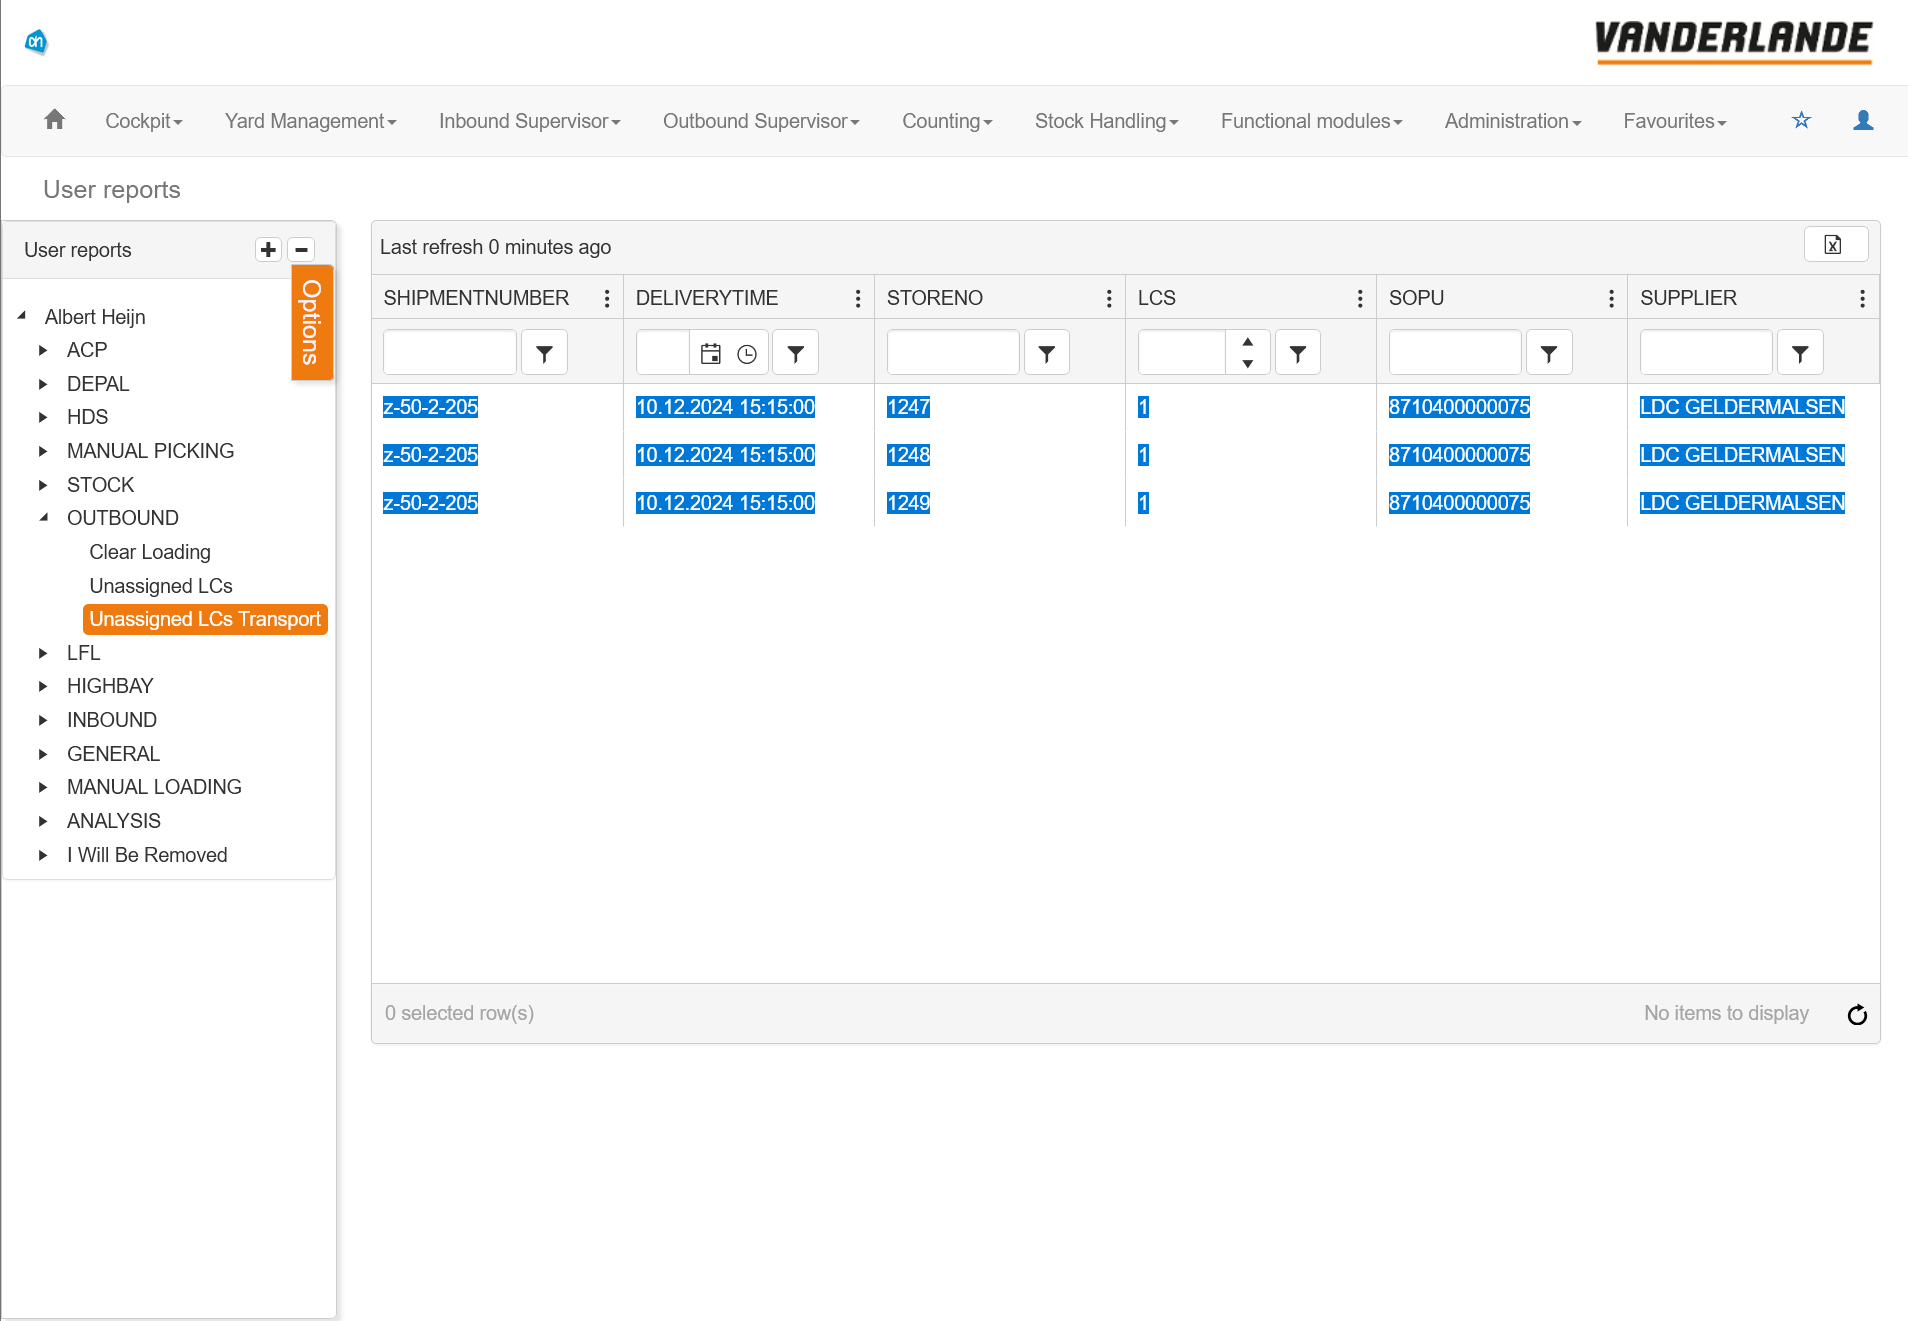 ah
VANDERLANDE
Cockpit Yard Management Inbound Supervisor Outbound Supervisor Counting Stock Handling Functional modules Administration Favourites
User reports
User reports
Options
Albert Heijn
ACP
DEPAL
HDS
MANUAL PICKING
STOCK
OUTBOUND
Clear Loading
Unassigned LCs
Unassigned LCs Transport
LFL
HIGHBAY
INBOUND
GENERAL
MANUAL LOADING
ANALYSIS
I Will Be Removed
Last refresh 0 minutes ago
SHIPMENTNUMBER DELIVERYTIME STORENO LCS SOPU SUPPLIER
z-50-2-205 10.12.2024 15:15:00 1247 1 8710400000075 LDC GELDERMALSEN
z-50-2-205 10.12.2024 15:15:00 1248 1 8710400000075 LDC GELDERMALSEN
z-50-2-205 10.12.2024 15:15:00 1249 1 8710400000075 LDC GELDERMALSEN
0 selected row(s) No items to display